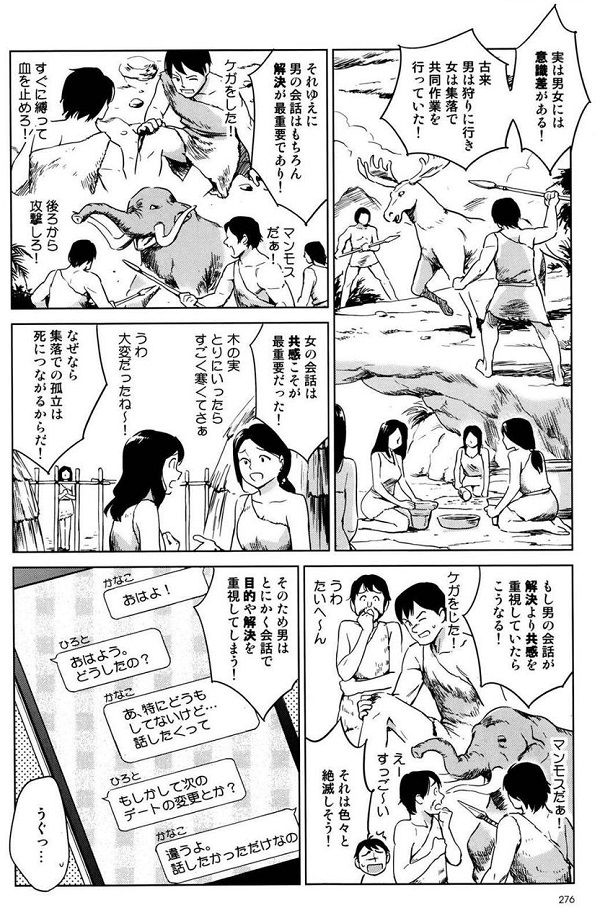 実は男女には
意識差がある！
古来
男は狩りに行き
女は集落で
共同作業を
行っていた！
それゆえに
男の会話はもちろん
解決が最重要であり！
ケガをした！
すぐに縛って
血を止めろ！
マンモス
だぁ！
後ろから
攻撃しろ！
女の会話は
共感こそが
最重要だった！
木の実
とりにいったら
すごく寒くてさぁ
うわ
大変だったね～！
なぜなら
集落での孤立は
死につながるからだ！
もし男の会話が
解決より共感を
重視していたら
こうなる！
ケガをした！
うわ
たいへ～ん
マンモスだぁ！
えー
すっご～い
それは色々と
絶滅しそう！
そのため男は
とにかく会話で
目的や解決を
重視してしまう！
かなこ
おはよ！
ひろと
おはよう。
どうしたの？
かなこ
あ、特にどうも
してないけど…
話したくって
ひろと
もしかして次の
デートの変更とか？
かなこ
違うよ。
話したかっただけなの
うぐっ…
276